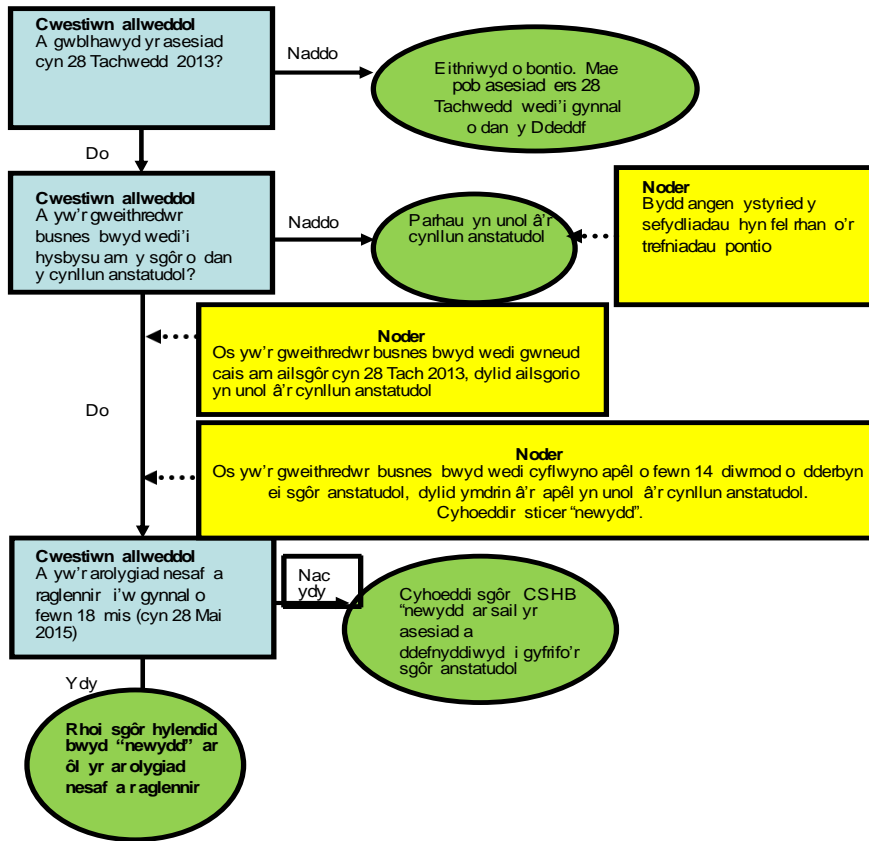 Cwestiwn allweddol
A gwblhawyd yr asesiad
cyn 28 Tachwedd 2013?
Naddo
Eithriwyd o bontio. Mae
pob asesiad ers 28
Tachwedd wedi'i gynnal
o dan y Ddeddf
Do
Cwestiwn allweddol
A yw'r gweithredwr
busnes bwyd wedi'i
hysbysu am y sgôr o dan
y cynllun anstatudol?
Naddo
Parhau yn unol â'r
cynllun anstatudol
Noder
Bydd angen ystyried y
sefydliadau hyn fel rhan o'r
trefniadau pontio
Noder
Os yw'r gweithredwr busnes bwyd wedi gwneud
cais am ailsgôr cyn 28 Tach 2013, dylid ailsgorio
yn unol â'r cynllun anstatudol
Do
Noder
Os yw'r gweithredwr busnes bwyd wedi cyflwyno apêl o fewn 14 diwrnod o dderbyn
ei sgôr anstatudol, dylid ymdrin â'r apêl yn unol â'r cynllun anstatudol.
Cyhoeddir sticer "newydd".
Cwestiwn allweddol
A yw'r arolygiad nesaf a
raglennir i'w gynnal o
fewn 18 mis (cyn 28 Mai
2015)
Nac
ydy
Cyhoeddi sgôr CSHB
"newydd ar sail yr
asesiad a
ddefnyddiwyd i gyfrifo'r
sgôr anstatudol
Ydy
Rhoi sgôr hylendid
bwyd "newydd" ar
ôl yr arolygiad
nesaf a raglennir